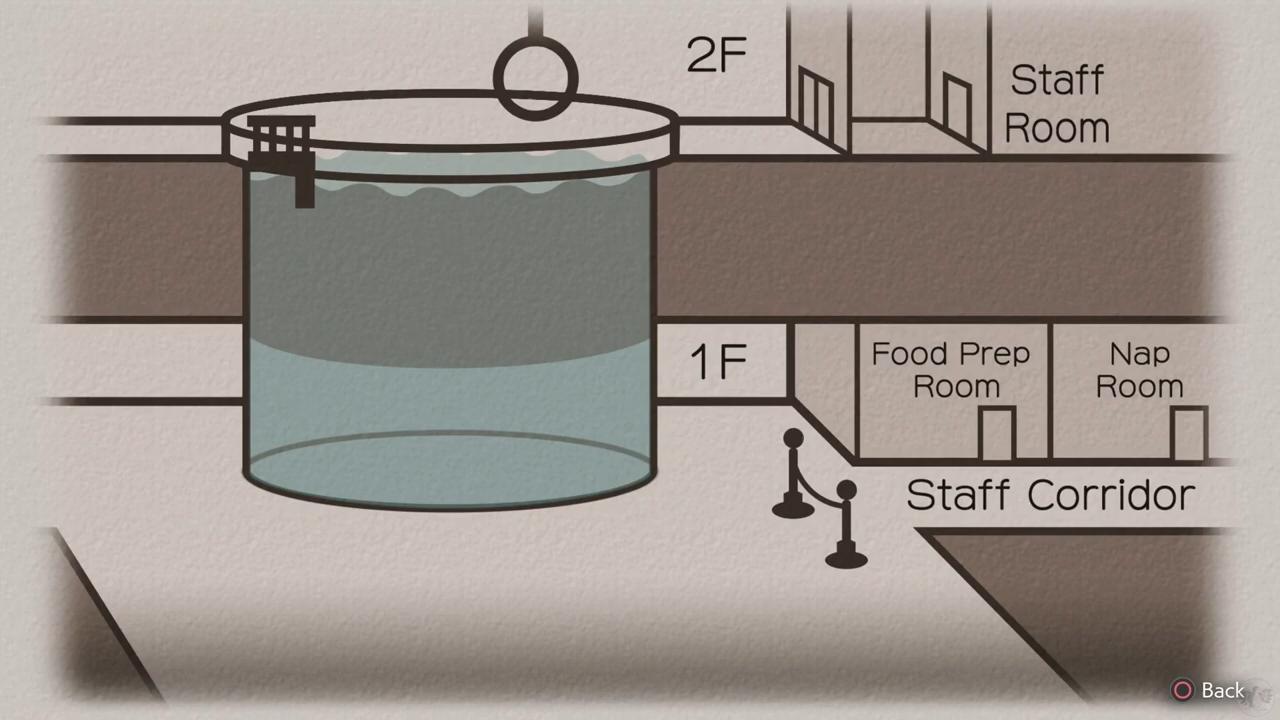 2F
Staff
Room
1F
Food Prep
Room
Nap
Room
Staff Corridor
Back